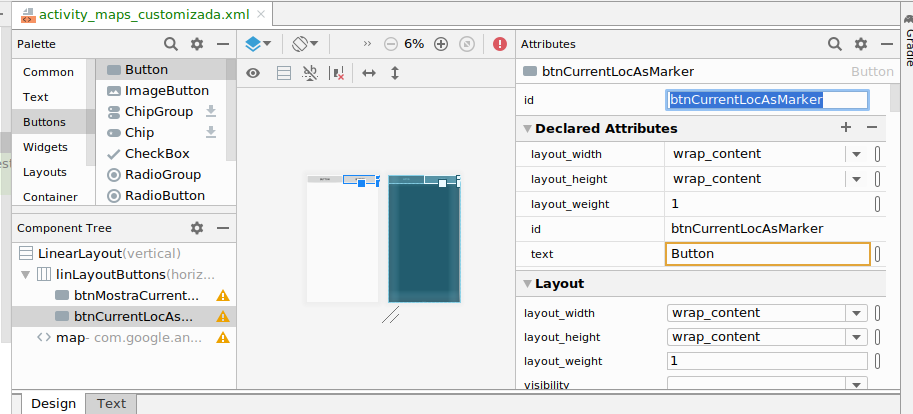 activity_maps_customizada.xml
Palette
6%
Attributes
Gradle
Common
Text
Buttons
Widgets
Layouts
Container
Button
ImageButton
ChipGroup
Chip
CheckBox
RadioGroup
RadioButton
btnCurrentLocAsMarker
Button
id
btnCurrentLocAsMarker
Declared Attributes
layout_width
wrap_content
layout_height
wrap_content
layout_weight
1
id
btnCurrentLocAsMarker
text
Button
Component Tree
LinearLayout(vertical)
linLayoutButtons(horiz...
btnMostraCurrent...
btnCurrentLocAs...
map- com.google.an...
Layout
layout_width
wrap_content
layout_height
wrap_content
layout_weight
1
visibility
Design
Text